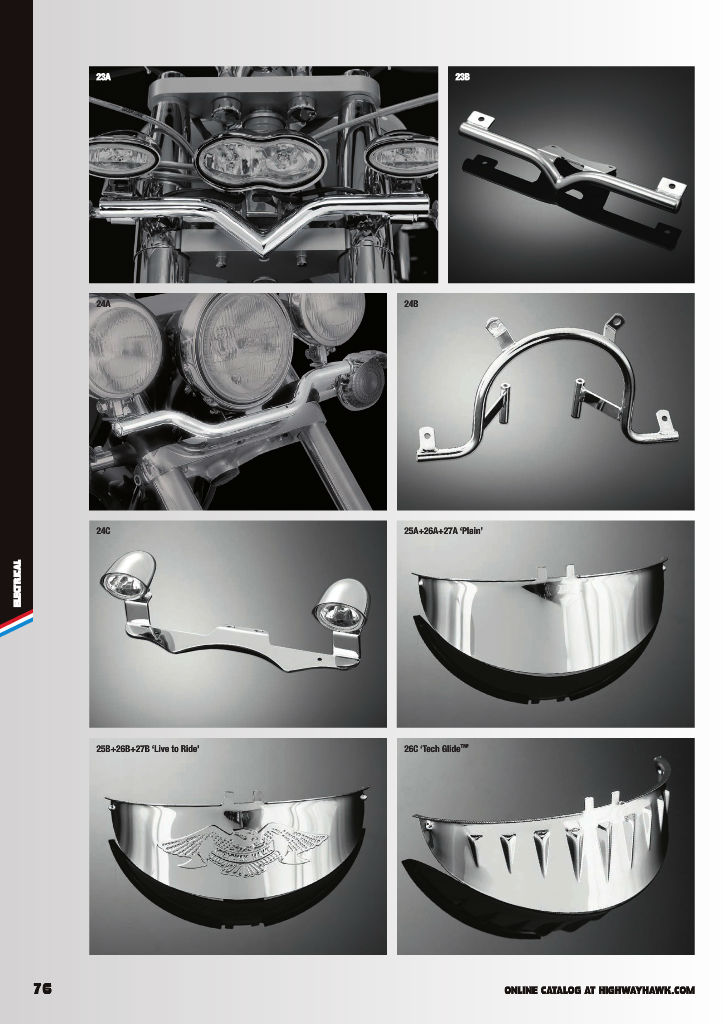 23A
23B
24A
24B
24C
25A+26A+27A 'Plain'
25B+26B+27B 'Live to Ride'
26C 'Tech Glide™'
ELECTRICAL
76
ONLINE CATALOG AT HIGHWAYHAWK.COM